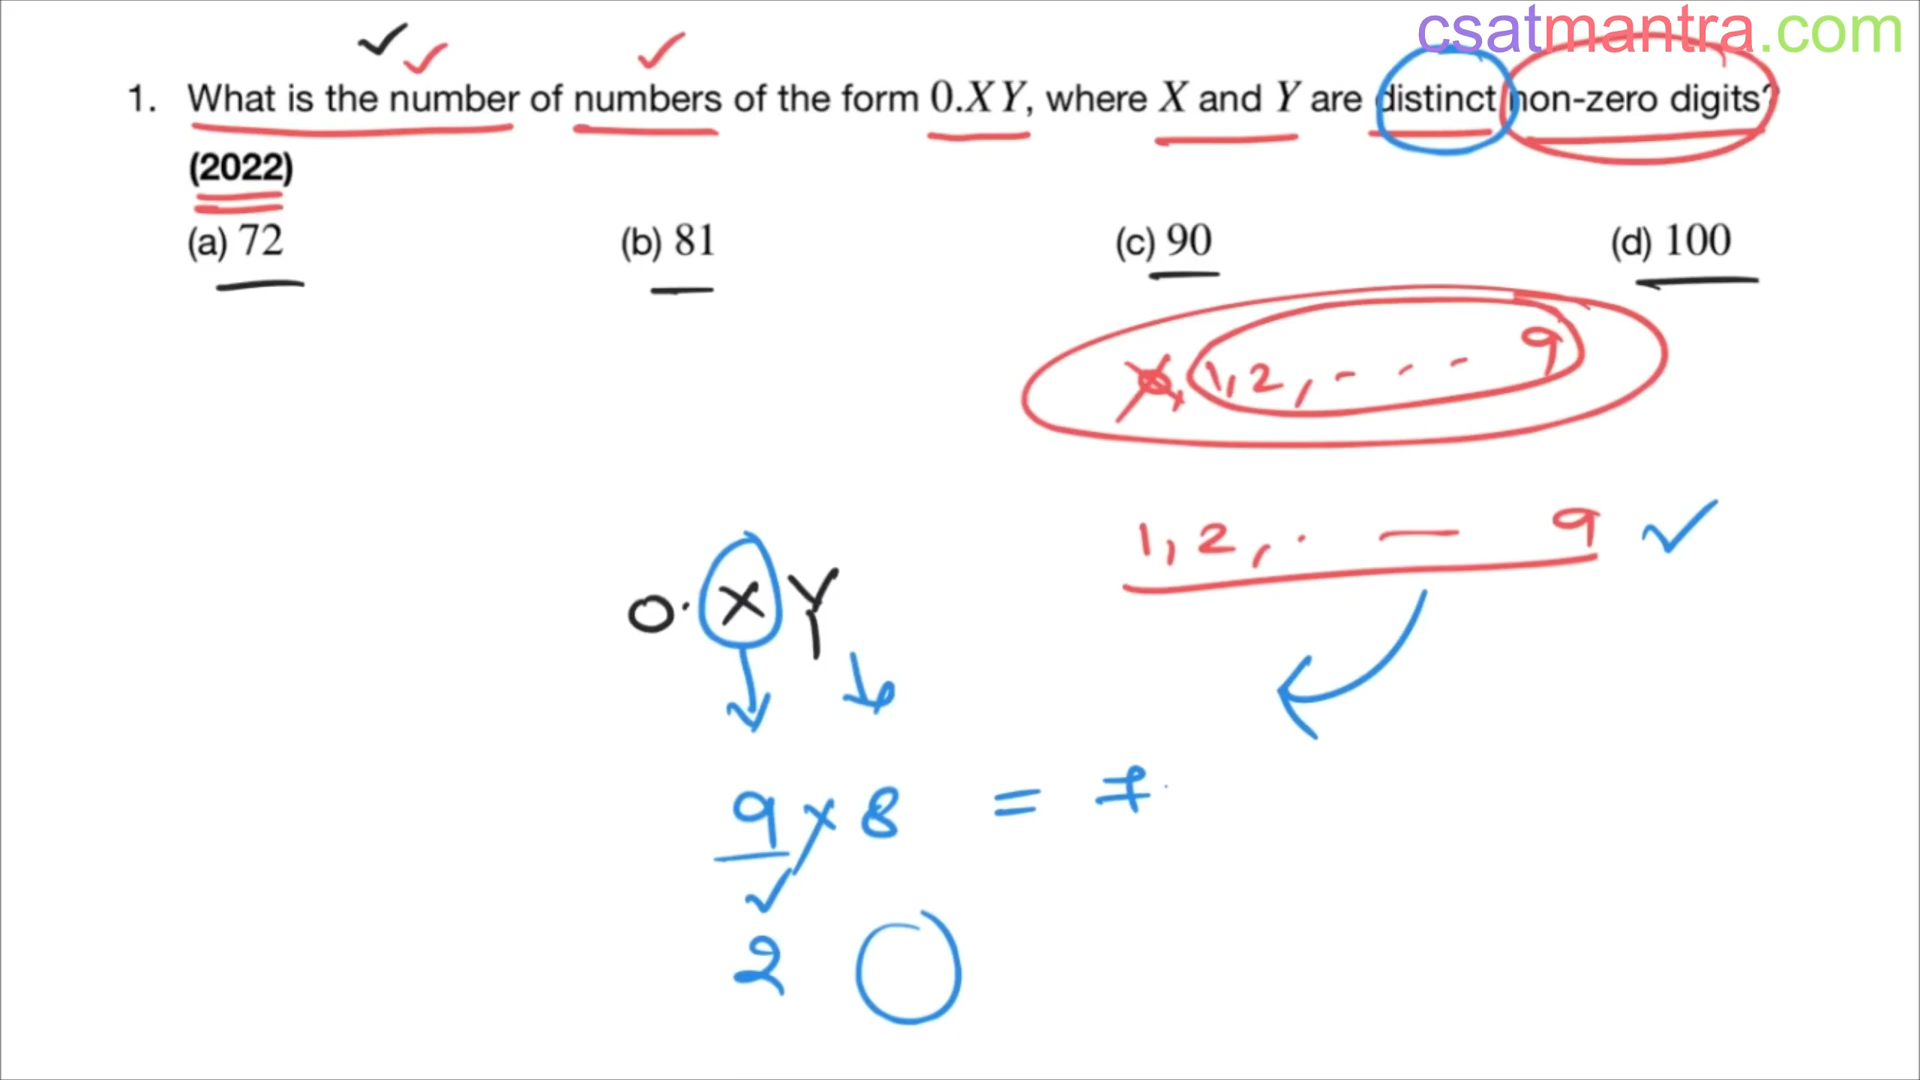 csatmantra.com
1. What is the number of numbers of the form 0.XY, where X and Y are distinct non-zero digits?
(2022)
(a) 72 (b) 81 (c) 90 (d) 100
0, 1, 2, - - - 9
1, 2, . — 9
0.XY
9 × 8 = 7
2